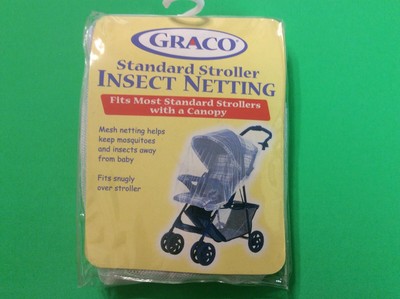 GRACO
Standard Stroller
INSECT NETTING
Fits Most Standard Strollers
with a Canopy
Mesh netting helps
keep mosquitoes
and insects away
from baby
Fits snugly
over stroller